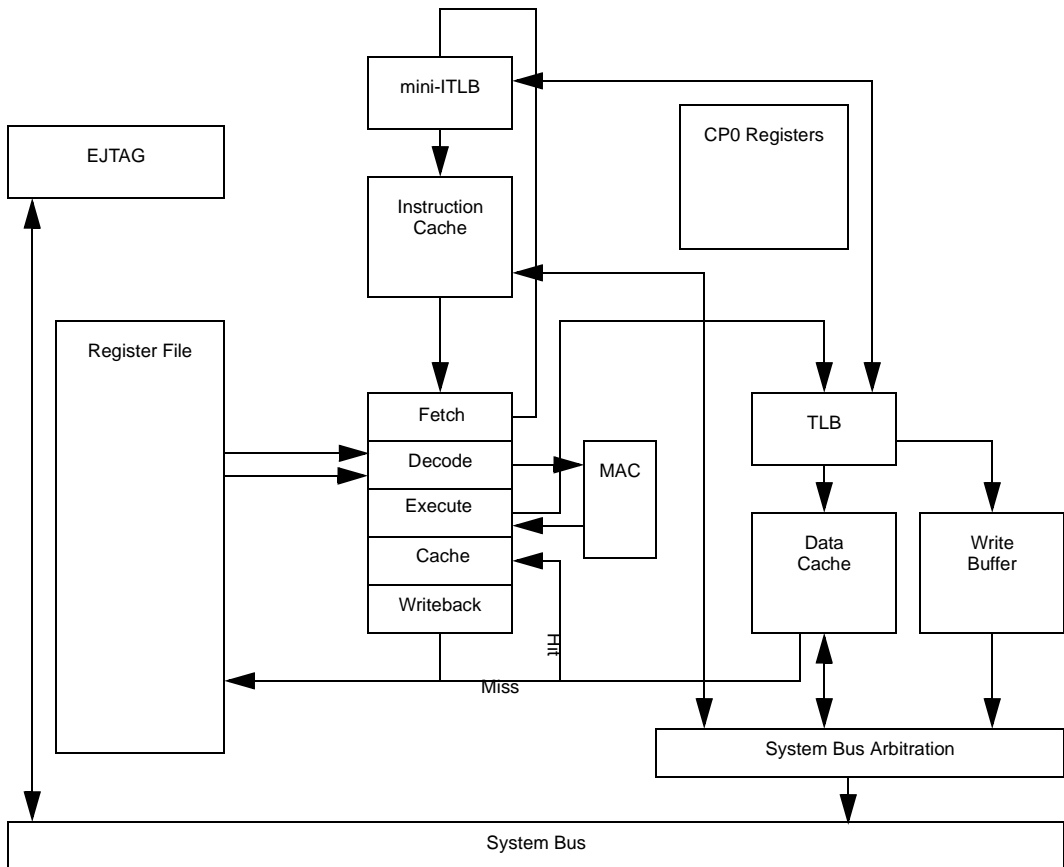 mini-ITLB
CP0 Registers
EJTAG
Instruction
Cache
Register File
Fetch
TLB
Decode
MAC
Execute
Data
Cache
Write
Buffer
Cache
Writeback
Hit
Miss
System Bus Arbitration
System Bus